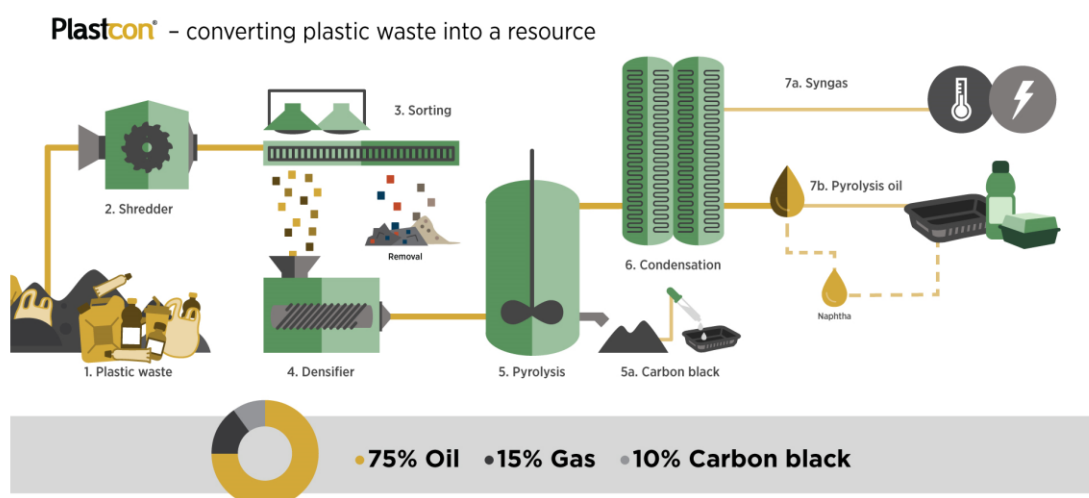 Plastcon® – converting plastic waste into a resource
7a. Syngas
3. Sorting
2. Shredder
7b. Pyrolysis oil
Removal
6. Condensation
Naphtha
1. Plastic waste
4. Densifier
5. Pyrolysis
5a. Carbon black
•75% Oil •15% Gas •10% Carbon black